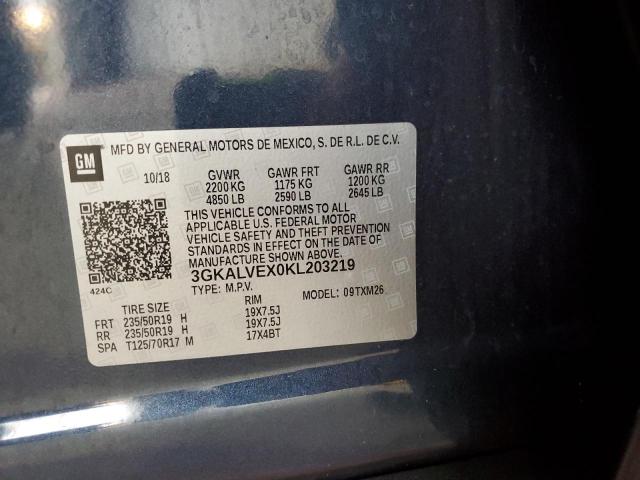 GM
MFD BY GENERAL MOTORS DE MEXICO, S. DE R.L. DE C.V.
10/18 GVWR GAWR FRT GAWR RR
2200 KG 1175 KG 1200 KG
4850 LB 2590 LB 2645 LB
THIS VEHICLE CONFORMS TO ALL
APPLICABLE U.S. FEDERAL MOTOR
VEHICLE SAFETY AND THEFT PREVENTION
STANDARDS IN EFFECT ON THE DATE OF
MANUFACTURE SHOWN ABOVE.
424C
3GKALVEX0KL203219
TYPE: M.P.V. MODEL: 09TXM26
TIRE SIZE RIM
FRT 235/50R19 H 19X7.5J
RR 235/50R19 H 19X7.5J
SPA T125/70R17 M 17X4BT